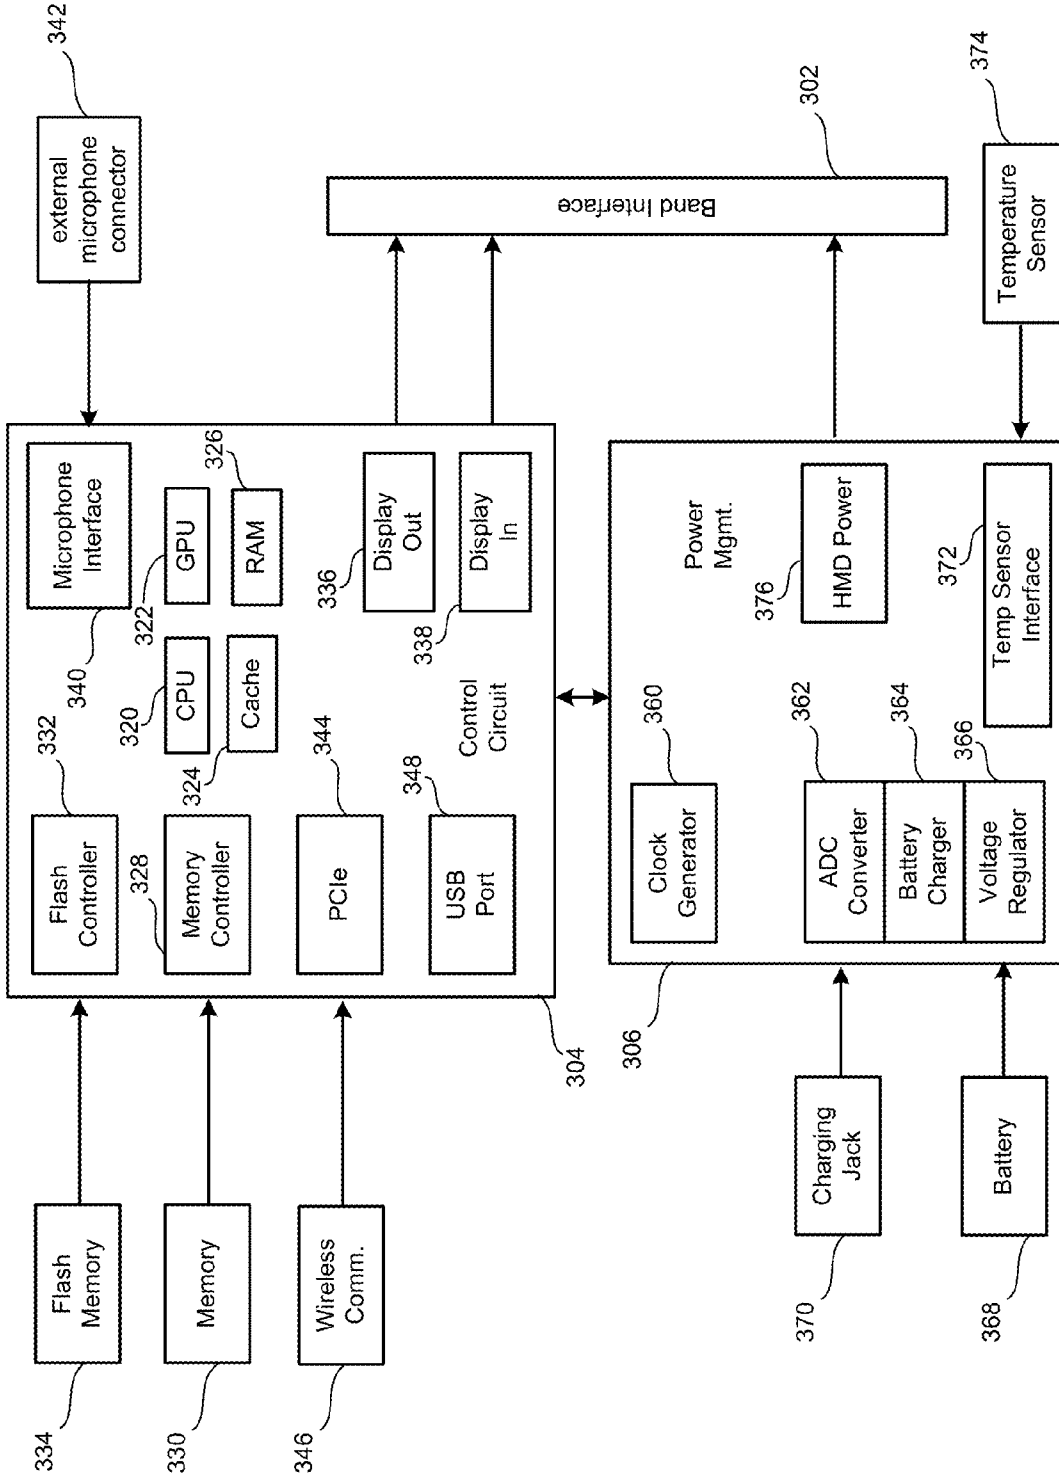 334
Flash
Memory
330
Memory
346
Wireless
Comm.
370
Charging
Jack
368
Battery
304
306
Flash
Controller
332
328
Memory
Controller
PCIe
344
USB
Port
348
Microphone
Interface
340
320
CPU
322
GPU
324
Cache
RAM
326
336
Display
Out
338
Display
In
Control
Circuit
external
microphone
connector
342
Clock
Generator
360
ADC
Converter
362
Battery
Charger
364
Voltage
Regulator
366
Power
Mgmt.
376
HMD Power
372
Temp Sensor
Interface
Band Interface
302
Temperature
Sensor
374